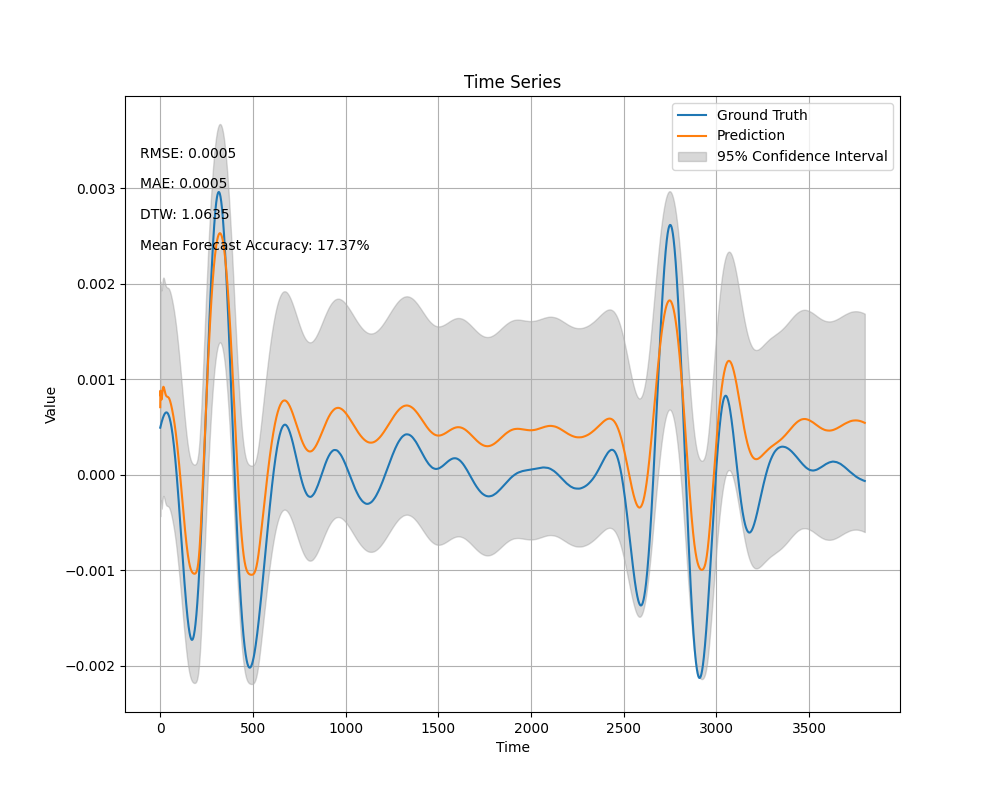 Time Series
Ground Truth
Prediction
95% Confidence Interval
RMSE: 0.0005
MAE: 0.0005
DTW: 1.0635
Mean Forecast Accuracy: 17.37%
Value
0.003
0.002
0.001
0.000
−0.001
−0.002
0 500 1000 1500 2000 2500 3000 3500
Time